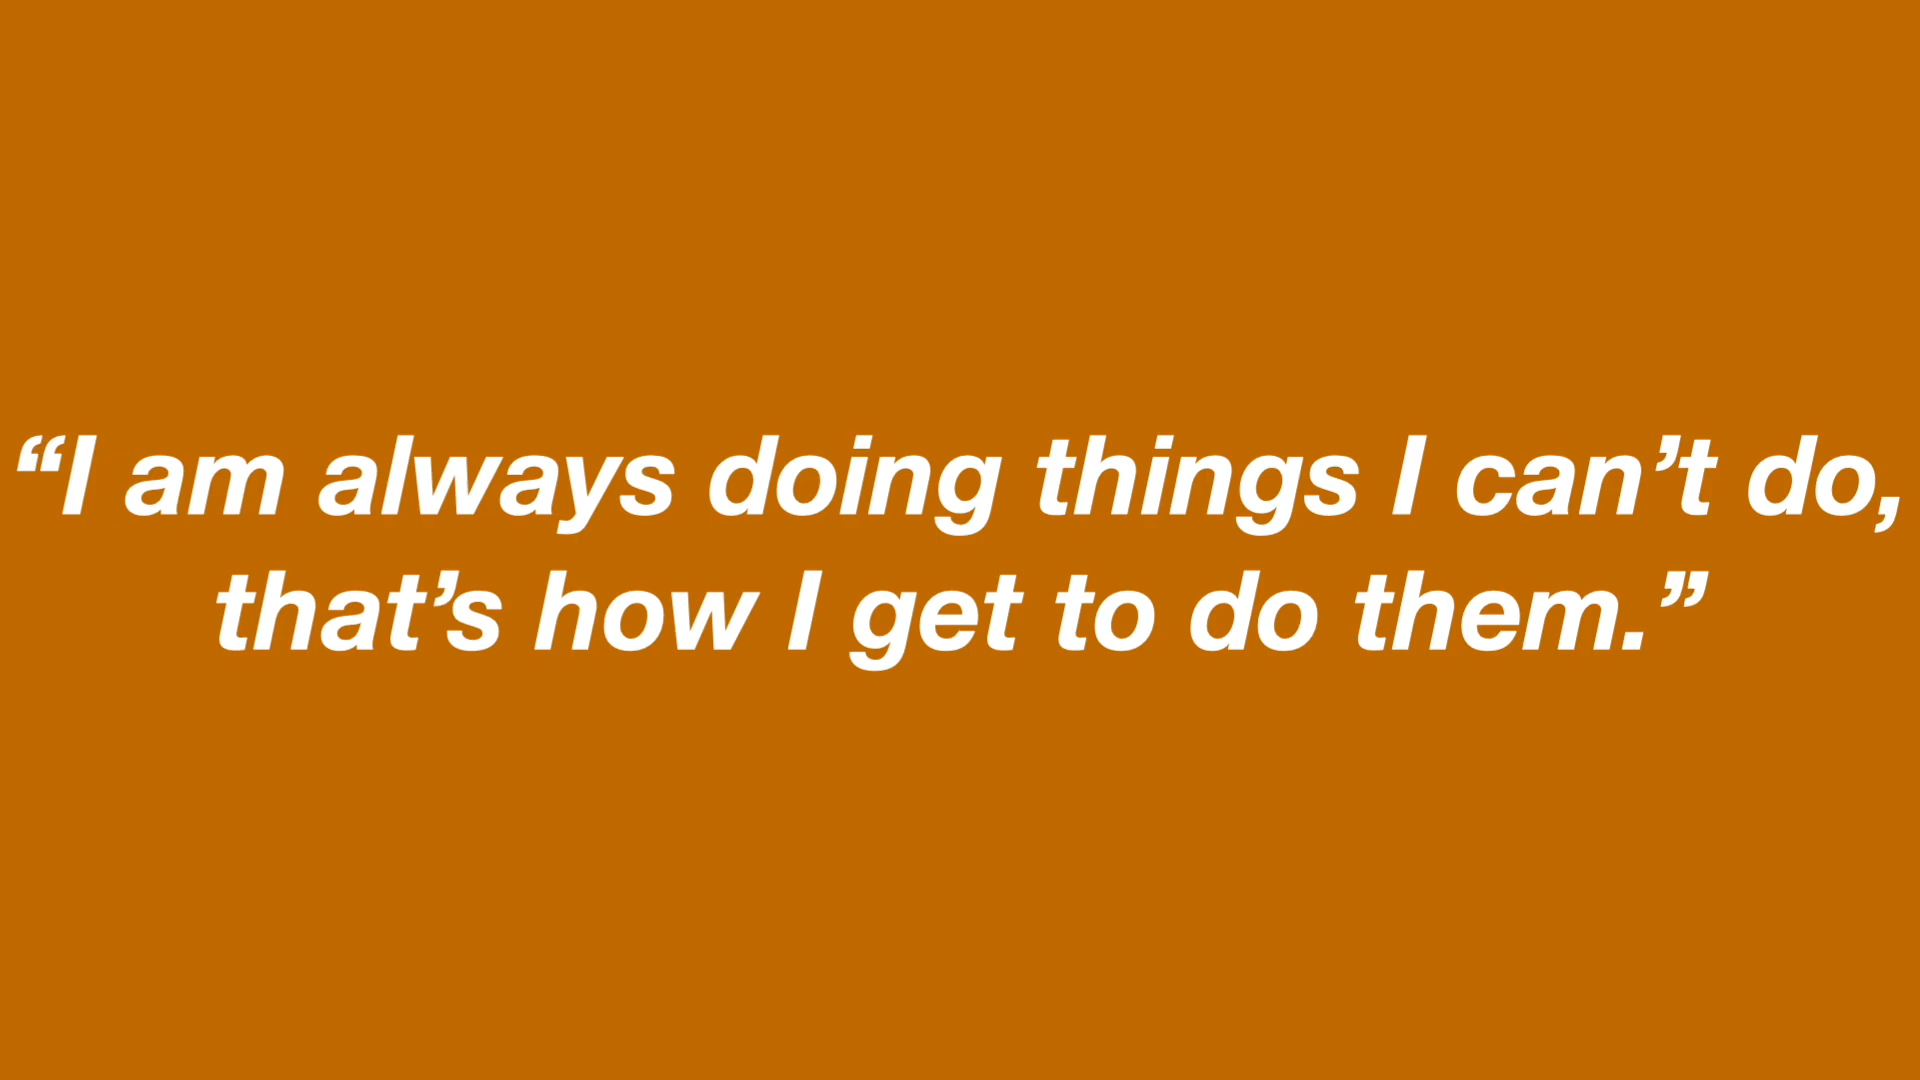 “I am always doing things I can’t do,
that’s how I get to do them.”